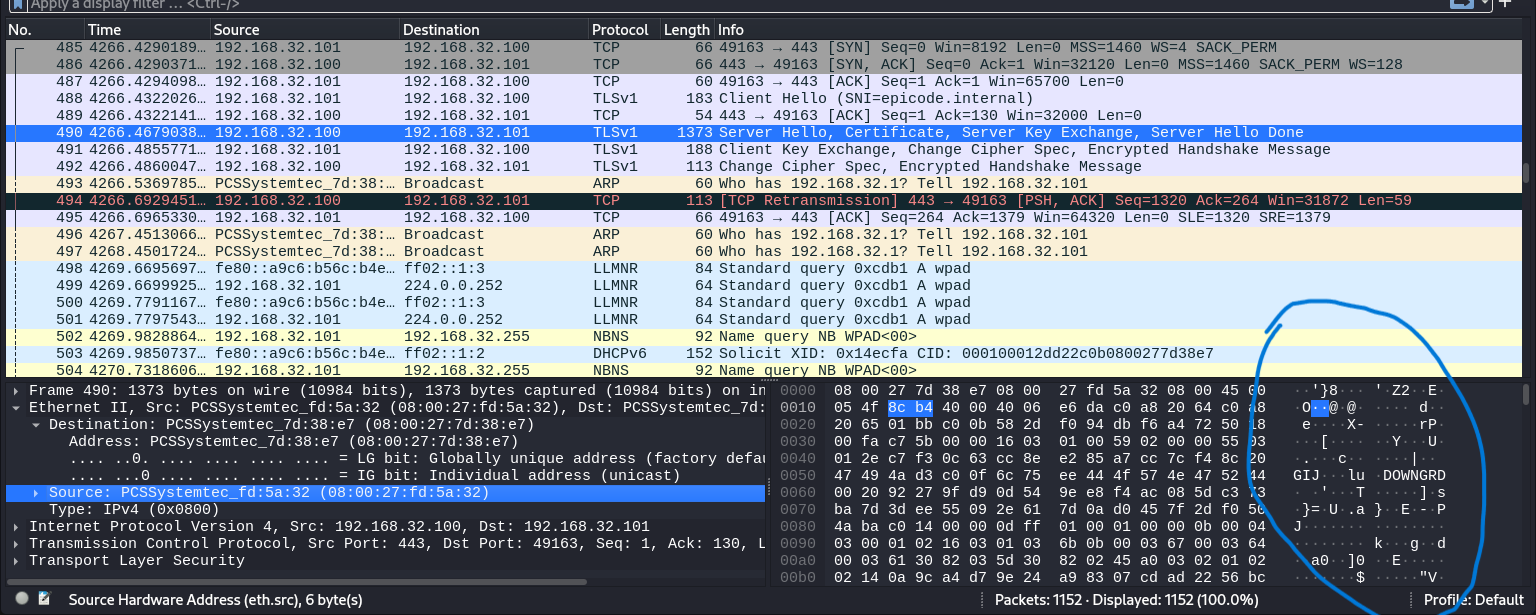 Apply a display filter … <Ctrl-/>
No. Time Source Destination Protocol Length Info
485 4266.4290189… 192.168.32.101 192.168.32.100 TCP 66 49163 → 443 [SYN] Seq=0 Win=8192 Len=0 MSS=1460 WS=4 SACK_PERM
486 4266.4290371… 192.168.32.100 192.168.32.101 TCP 66 443 → 49163 [SYN, ACK] Seq=0 Ack=1 Win=32120 Len=0 MSS=1460 SACK_PERM WS=128
487 4266.4294098… 192.168.32.101 192.168.32.100 TCP 60 49163 → 443 [ACK] Seq=1 Ack=1 Win=65700 Len=0
488 4266.4322026… 192.168.32.101 192.168.32.100 TLSv1 183 Client Hello (SNI=epicode.internal)
489 4266.4322141… 192.168.32.100 192.168.32.101 TCP 54 443 → 49163 [ACK] Seq=1 Ack=130 Win=32000 Len=0
490 4266.4679038… 192.168.32.100 192.168.32.101 TLSv1 1373 Server Hello, Certificate, Server Key Exchange, Server Hello Done
491 4266.4855771… 192.168.32.101 192.168.32.100 TLSv1 188 Client Key Exchange, Change Cipher Spec, Encrypted Handshake Message
492 4266.4860047… 192.168.32.100 192.168.32.101 TLSv1 113 Change Cipher Spec, Encrypted Handshake Message
493 4266.5369785… PCSSystemtec_7d:38:… Broadcast ARP 60 Who has 192.168.32.1? Tell 192.168.32.101
494 4266.6929451… 192.168.32.100 192.168.32.101 TCP 113 [TCP Retransmission] 443 → 49163 [PSH, ACK] Seq=1320 Ack=264 Win=31872 Len=59
495 4266.6965330… 192.168.32.101 192.168.32.100 TCP 66 49163 → 443 [ACK] Seq=264 Ack=1379 Win=64320 Len=0 SLE=1320 SRE=1379
496 4267.4513066… PCSSystemtec_7d:38:… Broadcast ARP 60 Who has 192.168.32.1? Tell 192.168.32.101
497 4268.4501724… PCSSystemtec_7d:38:… Broadcast ARP 60 Who has 192.168.32.1? Tell 192.168.32.101
498 4269.6695697… fe80::a9c6:b56c:b4e… ff02::1:3 LLMNR 84 Standard query 0xcdb1 A wpad
499 4269.6699925… 192.168.32.101 224.0.0.252 LLMNR 64 Standard query 0xcdb1 A wpad
500 4269.7791167… fe80::a9c6:b56c:b4e… ff02::1:3 LLMNR 84 Standard query 0xcdb1 A wpad
501 4269.7797543… 192.168.32.101 224.0.0.252 LLMNR 64 Standard query 0xcdb1 A wpad
502 4269.9828864… 192.168.32.101 192.168.32.255 NBNS 92 Name query NB WPAD<00>
503 4269.9850737… fe80::a9c6:b56c:b4e… ff02::1:2 DHCPv6 152 Solicit XID: 0x14ecfa CID: 000100012dd22c0b0800277d38e7
504 4270.7318606… 192.168.32.101 192.168.32.255 NBNS 92 Name query NB WPAD<00>
Frame 490: 1373 bytes on wire (10984 bits), 1373 bytes captured (10984 bits) on in
Ethernet II, Src: PCSSystemtec_fd:5a:32 (08:00:27:fd:5a:32), Dst: PCSSystemtec_7d:
Destination: PCSSystemtec_7d:38:e7 (08:00:27:7d:38:e7)
Address: PCSSystemtec_7d:38:e7 (08:00:27:7d:38:e7)
.... ..0. .... .... .... .... = LG bit: Globally unique address (factory defau
.... ...0 .... .... .... .... = IG bit: Individual address (unicast)
Source: PCSSystemtec_fd:5a:32 (08:00:27:fd:5a:32)
Type: IPv4 (0x0800)
Internet Protocol Version 4, Src: 192.168.32.100, Dst: 192.168.32.101
Transmission Control Protocol, Src Port: 443, Dst Port: 49163, Seq: 1, Ack: 130, L
Transport Layer Security
0000 08 00 27 7d 38 e7 08 00 27 fd 5a 32 08 00 45 00 ··'}8··· '·Z2··E·
0010 05 4f 8c b4 40 00 40 06 e6 da c0 a8 20 64 c0 a8 ·O··@·@· ···· d··
0020 20 65 01 bb c0 0b 58 2d f0 94 db f6 a4 72 50 18 e····X- ·····rP·
0030 00 fa c7 5b 00 00 16 03 01 00 59 02 00 00 55 03 ···[···· ··Y···U·
0040 01 2e c7 f3 0c 63 cc 8e e2 85 a7 cc 7c f4 8c 20 ·.···c·· ····|··
0050 47 49 4a d3 c0 0f 6c 75 ee 44 4f 57 4e 47 52 44 GIJ···lu ·DOWNGRD
0060 00 20 92 27 9f d9 0d 54 9e e8 f4 ac 08 5d c3 73 · ·'···T ·····]·s
0070 ba 7d 3d ee 55 09 2e 61 7d 0a d0 45 7f 2d f0 50 ·}=·U·.a }··E·-·P
0080 4a ba c0 14 00 00 0d ff 01 00 01 00 00 0b 00 04 J······· ········
0090 03 00 01 02 16 03 01 03 6b 0b 00 03 67 00 03 64 ········ k···g··d
00a0 00 03 61 30 82 03 5d 30 82 02 45 a0 03 02 01 02 ··a0··]0 ··E·····
00b0 02 14 0a 9c a4 d7 9e 24 a9 83 07 cd ad 22 56 bc ·······$ ·····"V·
Source Hardware Address (eth.src), 6 byte(s)
Packets: 1152 · Displayed: 1152 (100.0%)
Profile: Default